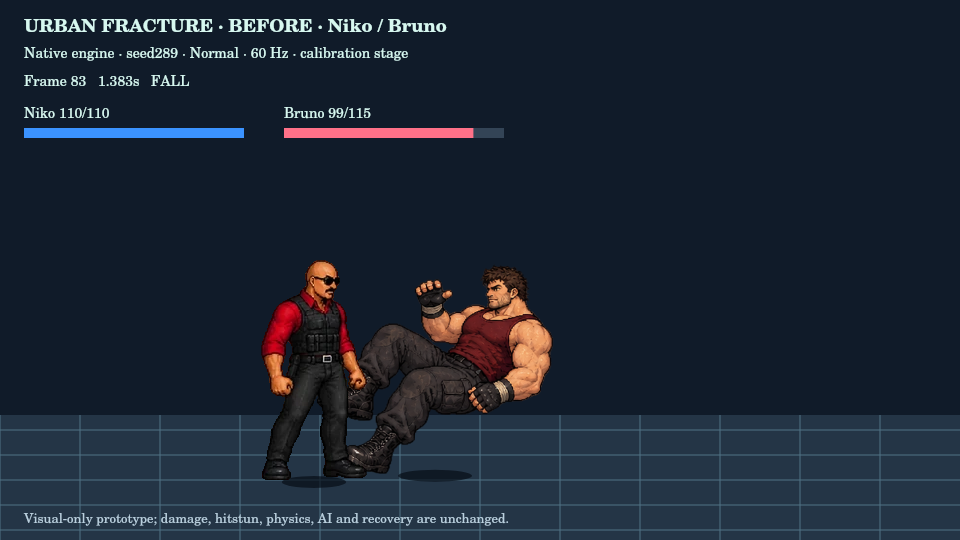 URBAN FRACTURE · BEFORE · Niko / Bruno
Native engine · seed289 · Normal · 60 Hz · calibration stage
Frame 83 1.383s FALL
Niko 110/110 Bruno 99/115
Visual-only prototype; damage, hitstun, physics, AI and recovery are unchanged.